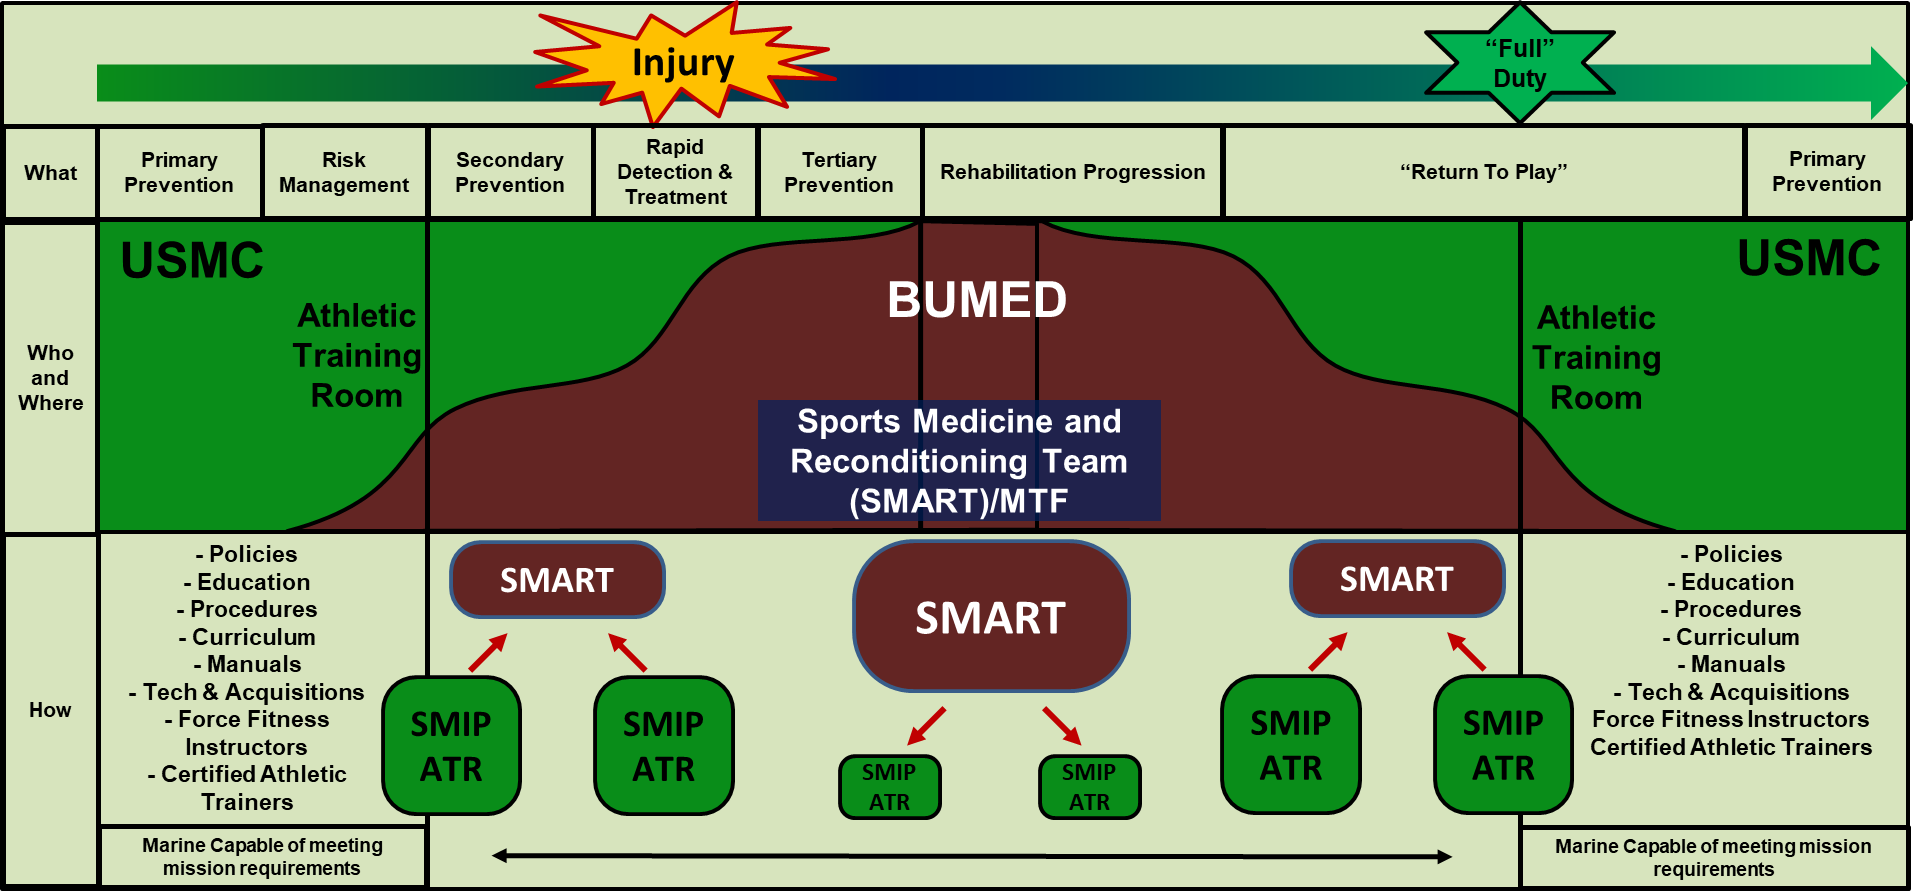 Injury
“Full”
Duty
What
Primary
Prevention
Risk
Management
Secondary
Prevention
Rapid
Detection &
Treatment
Tertiary
Prevention
Rehabilitation Progression
“Return To Play”
Primary
Prevention
Who
and
Where
USMC
Athletic
Training
Room
BUMED
Sports Medicine and
Reconditioning Team
(SMART)/MTF
USMC
Athletic
Training
Room
How
- Policies
- Education
- Procedures
- Curriculum
- Manuals
- Tech & Acquisitions
- Force Fitness
Instructors
- Certified Athletic
Trainers
Marine Capable of meeting
mission requirements
SMART
SMIP
ATR
SMIP
ATR
SMART
SMIP
ATR
SMIP
ATR
SMART
SMIP
ATR
SMIP
ATR
- Policies
- Education
- Procedures
- Curriculum
- Manuals
- Tech & Acquisitions
Force Fitness Instructors
Certified Athletic Trainers
Marine Capable of meeting mission
requirements